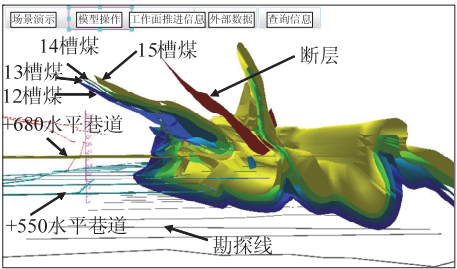 场景演示 模型操作 工作面推进信息 外部数据 查询信息
14槽煤 15槽煤 断层
13槽煤
12槽煤
+680水平巷道
+550水平巷道
勘探线